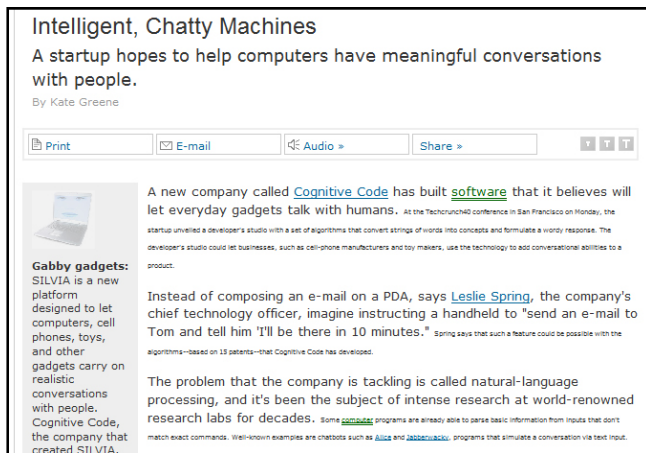 Intelligent, Chatty Machines
A startup hopes to help computers have meaningful conversations
with people.
By Kate Greene
Print
E-mail
Audio »
Share »
T T T
Gabby gadgets:
SILVIA is a new
platform
designed to let
computers, cell
phones, toys,
and other
gadgets carry on
realistic
conversations
with people.
Cognitive Code,
the company that
created SILVIA,
A new company called Cognitive Code has built software that it believes will
let everyday gadgets talk with humans. At the Techcrunch40 conference in San Francisco on Monday, the
startup unveiled a developer's studio with a set of algorithms that convert strings of words into concepts and formulate a wordy response. The
developer's studio could let businesses, such as cell-phone manufacturers and toy makers, use the technology to add conversational abilities to a
product.
Instead of composing an e-mail on a PDA, says Leslie Spring, the company's
chief technology officer, imagine instructing a handheld to "send an e-mail to
Tom and tell him 'I'll be there in 10 minutes." Spring says that such a feature could be possible with the
algorithms--based on 15 patents--that Cognitive Code has developed.
The problem that the company is tackling is called natural-language
processing, and it's been the subject of intense research at world-renowned
research labs for decades. Some computer programs are already able to parse basic information from inputs that don't
match exact commands. Well-known examples are chatbots such as Alice and Jabberwacky, programs that simulate a conversation via text input.